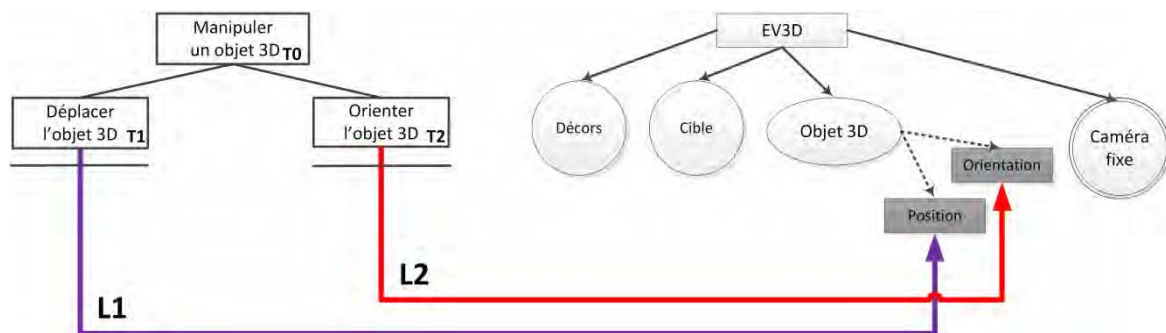 Manipuler
un objet 3D T0
Déplacer
l'objet 3D T1
Orienter
l'objet 3D T2
EV3D
Décors
Cible
Objet 3D
Caméra
fixe
Orientation
Position
L2
L1